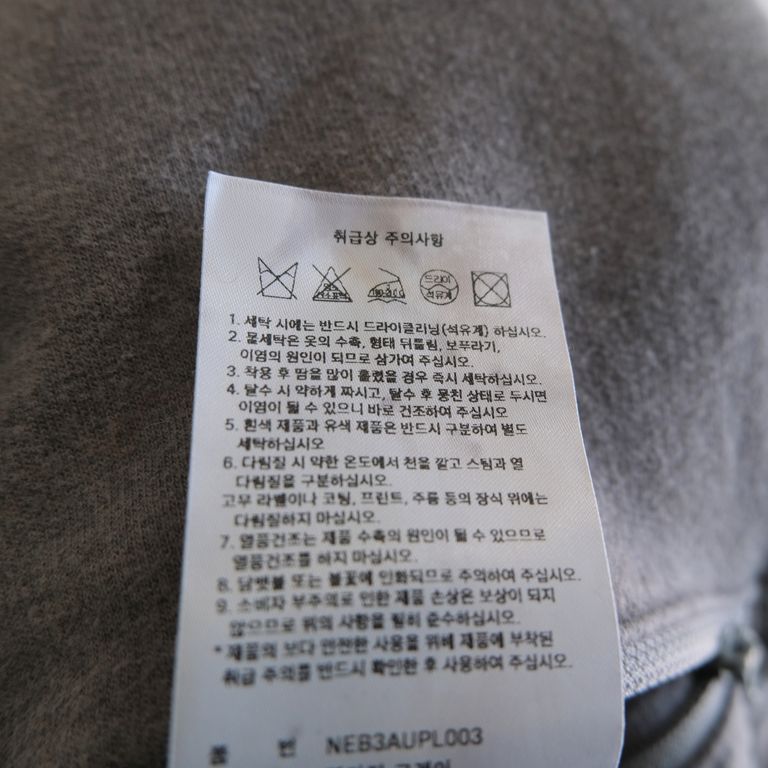 취급상 주의사항
드라이
석유계
1. 세탁 시에는 반드시 드라이클리닝(석유계) 하십시오.
2. 물세탁은 옷의 수축, 형태 뒤틀림, 보푸라기,
이염의 원인이 되므로 삼가여 주십시오.
3. 착용 후 땀을 많이 흘렸을 경우 즉시 세탁하십시오.
4. 탈수 시 약하게 짜시고, 탈수 후 뭉친 상태로 두시면
이염이 될 수 있으니 바로 건조하여 주십시오
5. 흰색 제품과 유색 제품은 반드시 구분하여 별도
세탁하십시오
6. 다림질 시 약한 온도에서 천을 깔고 스팀과 열
다림질을 구분하십시오.
고무 라벨이나 코팅, 프린트, 주름 등의 장식 위에는
다림질하지 마십시오.
7. 열풍건조는 제품 수축의 원인이 될 수 있으므로
열풍건조를 하지 마십시오.
8. 담뱃불 또는 불꽃에 인화되므로 주의하여 주십시오.
9. 소비자 부주의로 인한 제품 손상은 보상이 되지
않으므로 위의 사항을 필히 준수하십시오.
* 제품의 보다 안전한 사용을 위해 제품에 부착된
취급 주의를 반드시 확인한 후 사용하여 주십시오.
품 번 NEB3AUPL003